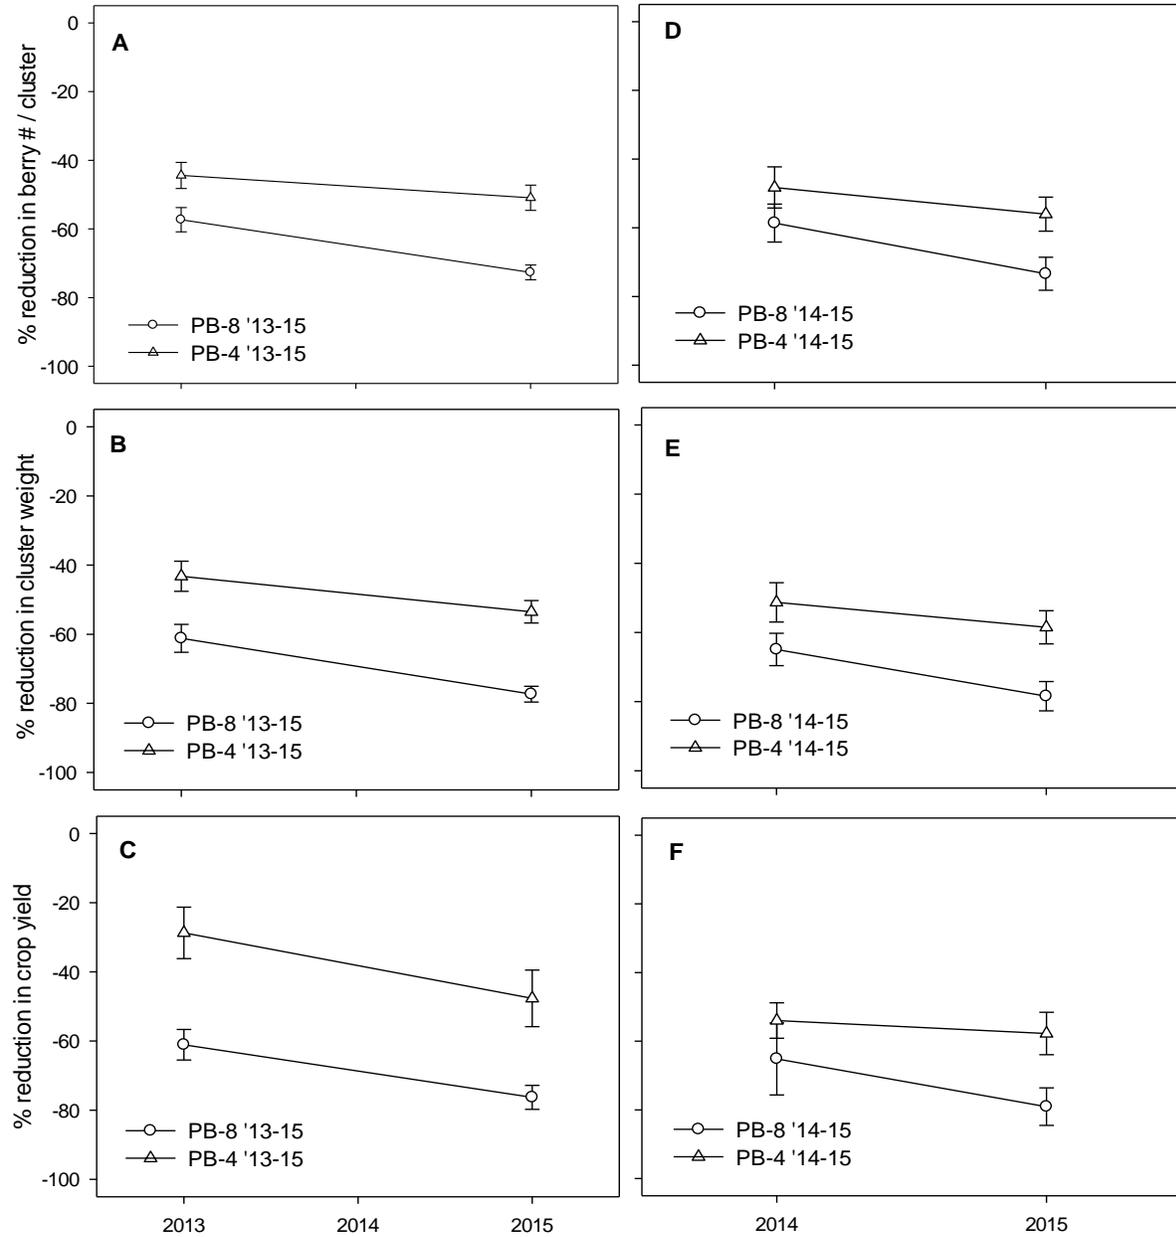 % reduction in berry # / cluster
0
-20
-40
-60
-80
-100
A
PB-8 '13-15
PB-4 '13-15
D
PB-8 '14-15
PB-4 '14-15
% reduction in cluster weight
0
-20
-40
-60
-80
-100
B
PB-8 '13-15
PB-4 '13-15
E
PB-8 '14-15
PB-4 '14-15
% reduction in crop yield
0
-20
-40
-60
-80
-100
C
PB-8 '13-15
PB-4 '13-15
2013 2014 2015
F
PB-8 '14-15
PB-4 '14-15
2014 2015